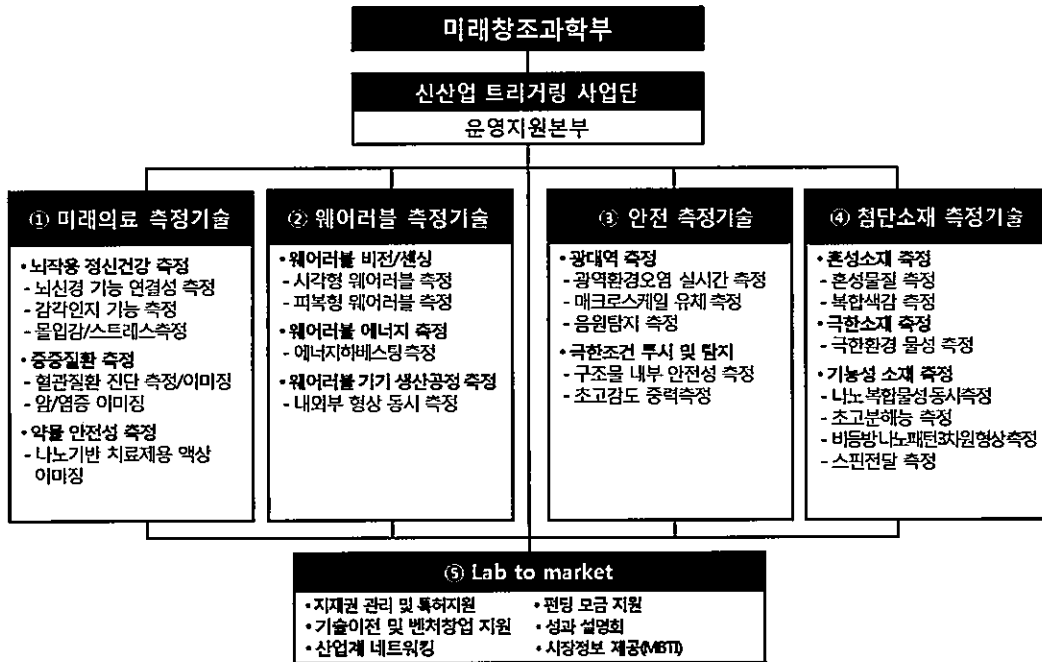 미래창조과학부
신산업 트리거링 사업단
운영지원본부
① 미래의료 측정기술
• 뇌작용 정신건강 측정
- 뇌신경 기능 연결성 측정
- 감각인지 기능 측정
- 몰입감/스트레스측정
• 중증질환 측정
- 혈관질환 진단 측정/이미징
- 암/염증 이미징
• 약물 안전성 측정
- 나노기반 치료제용 액상
이미징
② 웨어러블 측정기술
• 웨어러블 비전/센싱
- 시각형 웨어러블 측정
- 피복형 웨어러블 측정
• 웨어러블 에너지 측정
- 에너지하베스팅 측정
• 웨어러블 기기 생산공정 측정
- 내외부 형상 동시 측정
③ 안전 측정기술
• 광대역 측정
- 광역환경오염 실시간 측정
- 매크로스케일 유체 측정
- 음원탐지 측정
• 극한조건 투시 및 탐지
- 구조물 내부 안전성 측정
- 초고감도 중력측정
④ 첨단소재 측정기술
• 혼성소재 측정
- 혼성물질 측정
- 복합색감 측정
• 극한소재 측정
- 극한환경 물성 측정
• 기능성 소재 측정
- 나노복합물성동시측정
- 초고분해능 측정
- 비등방나노패턴3차원형상측정
- 스핀전달 측정
⑤ Lab to market
• 지재권 관리 및 특허지원
• 기술이전 및 벤처창업 지원
• 산업계 네트워킹
• 펀딩 모금 지원
• 성과 설명회
• 시장정보 제공(MBTI)